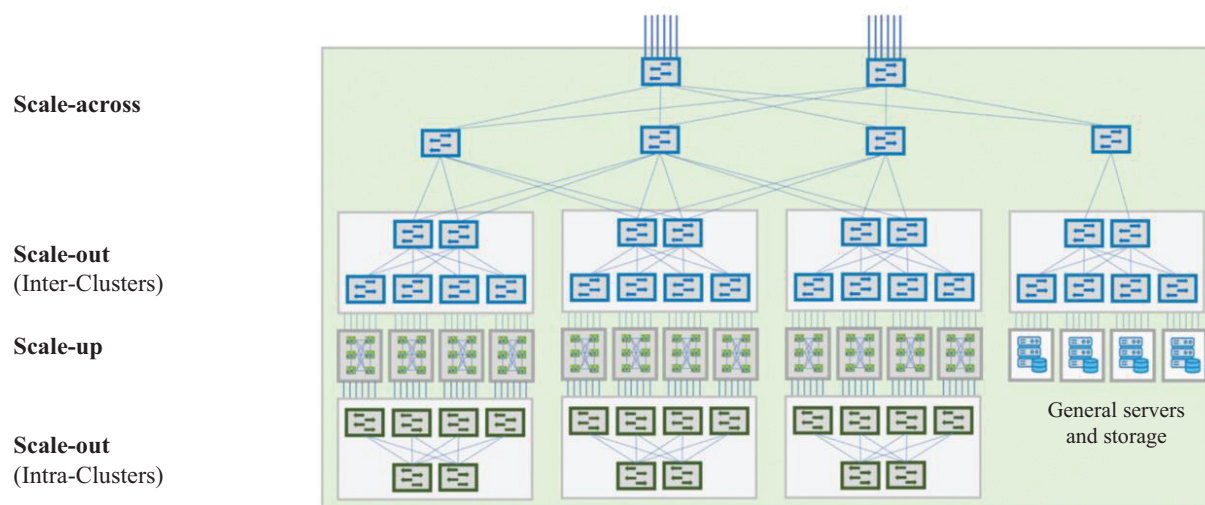 Scale-across
Scale-out
(Inter-Clusters)
Scale-up
General servers
and storage
Scale-out
(Intra-Clusters)